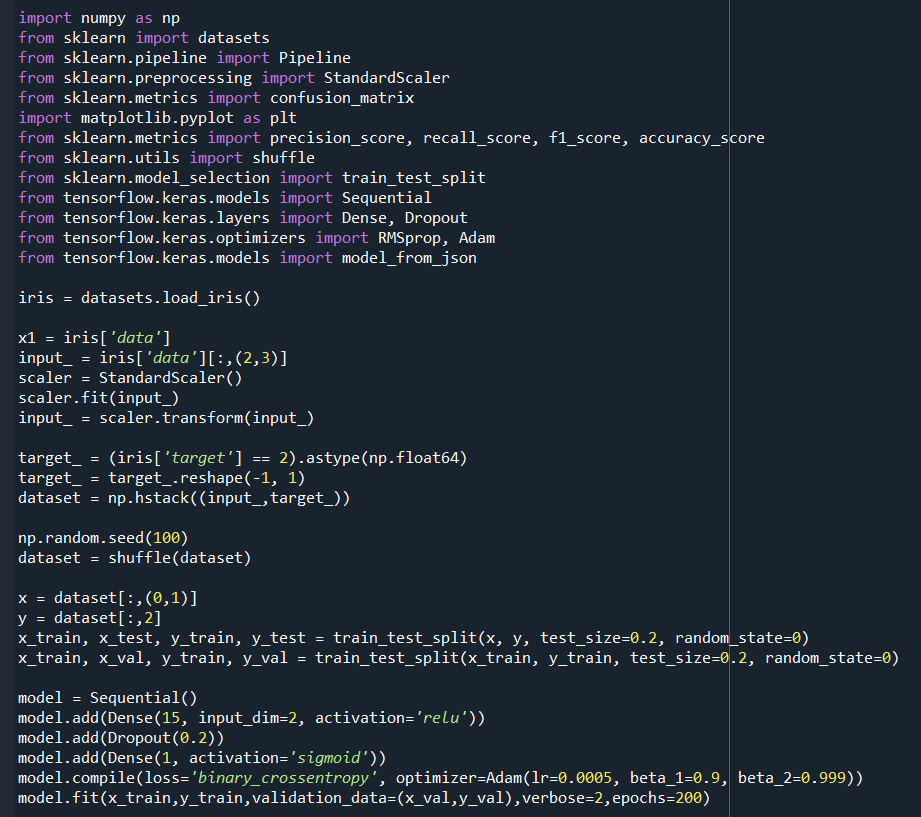 import numpy as np
from sklearn import datasets
from sklearn.pipeline import Pipeline
from sklearn.preprocessing import StandardScaler
from sklearn.metrics import confusion_matrix
import matplotlib.pyplot as plt
from sklearn.metrics import precision_score, recall_score, f1_score, accuracy_score
from sklearn.utils import shuffle
from sklearn.model_selection import train_test_split
from tensorflow.keras.models import Sequential
from tensorflow.keras.layers import Dense, Dropout
from tensorflow.keras.optimizers import RMSprop, Adam
from tensorflow.keras.models import model_from_json
iris = datasets.load_iris()
x1 = iris['data']
input_ = iris['data'][:,(2,3)]
scaler = StandardScaler()
scaler.fit(input_)
input_ = scaler.transform(input_)
target_ = (iris['target'] == 2).astype(np.float64)
target_ = target_.reshape(-1, 1)
dataset = np.hstack((input_,target_))
np.random.seed(100)
dataset = shuffle(dataset)
x = dataset[:,(0,1)]
y = dataset[:,2]
x_train, x_test, y_train, y_test = train_test_split(x, y, test_size=0.2, random_state=0)
x_train, x_val, y_train, y_val = train_test_split(x_train, y_train, test_size=0.2, random_state=0)
model = Sequential()
model.add(Dense(15, input_dim=2, activation='relu'))
model.add(Dropout(0.2))
model.add(Dense(1, activation='sigmoid'))
model.compile(loss='binary_crossentropy', optimizer=Adam(lr=0.0005, beta_1=0.9, beta_2=0.999))
model.fit(x_train,y_train,validation_data=(x_val,y_val),verbose=2,epochs=200)